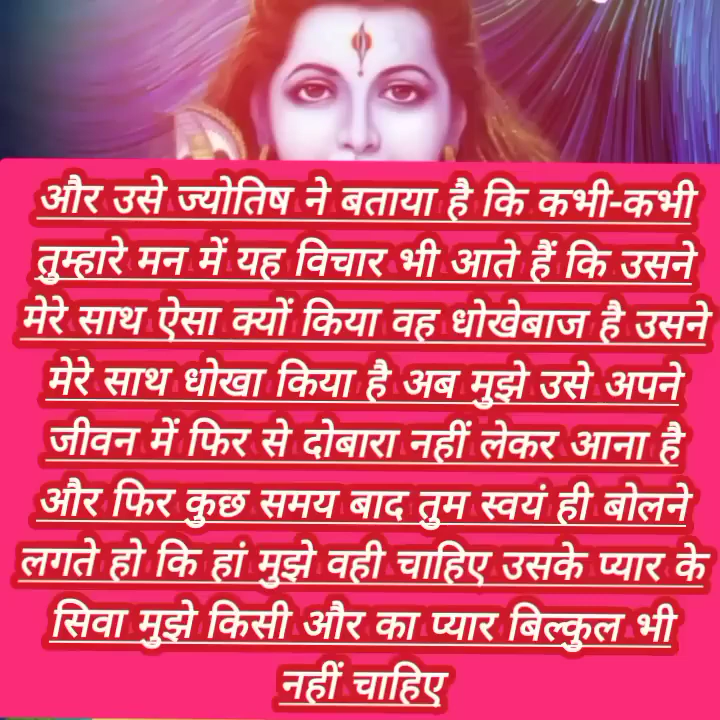 और उसे ज्योतिष ने बताया है कि कभी-कभी
तुम्हारे मन में यह विचार भी आते हैं कि उसने
मेरे साथ ऐसा क्यों किया वह धोखेबाज है उसने
मेरे साथ धोखा किया है अब मुझे उसे अपने
जीवन में फिर से दोबारा नहीं लेकर आना है
और फिर कुछ समय बाद तुम स्वयं ही बोलने
लगते हो कि हां मुझे वही चाहिए उसके प्यार के
सिवा मुझे किसी और का प्यार बिल्कुल भी
नहीं चाहिए